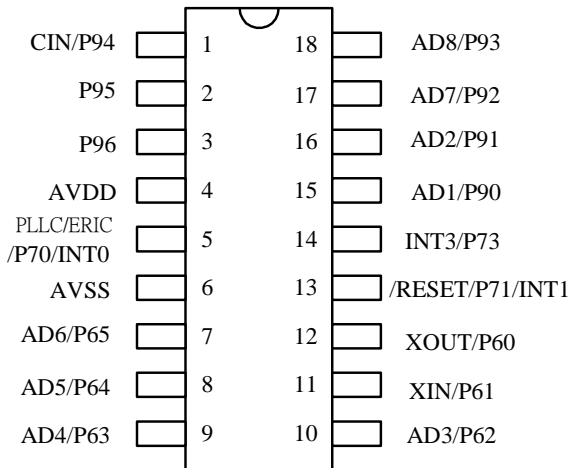 CIN/P94 1 18 AD8/P93
P95 2 17 AD7/P92
P96 3 16 AD2/P91
AVDD 4 15 AD1/P90
PLLC/ERIC
/P70/INT0 5 14 INT3/P73
AVSS 6 13 /RESET/P71/INT1
AD6/P65 7 12 XOUT/P60
AD5/P64 8 11 XIN/P61
AD4/P63 9 10 AD3/P62